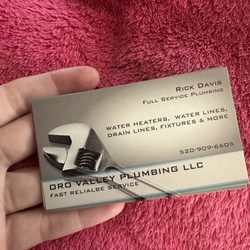 Rick Davis
Full Service Plumbing
Water Heaters, Water Lines,
Drain Lines, Fixtures & More
520-909-6605
Oro Valley Plumbing LLC
Fast Relialbe Service